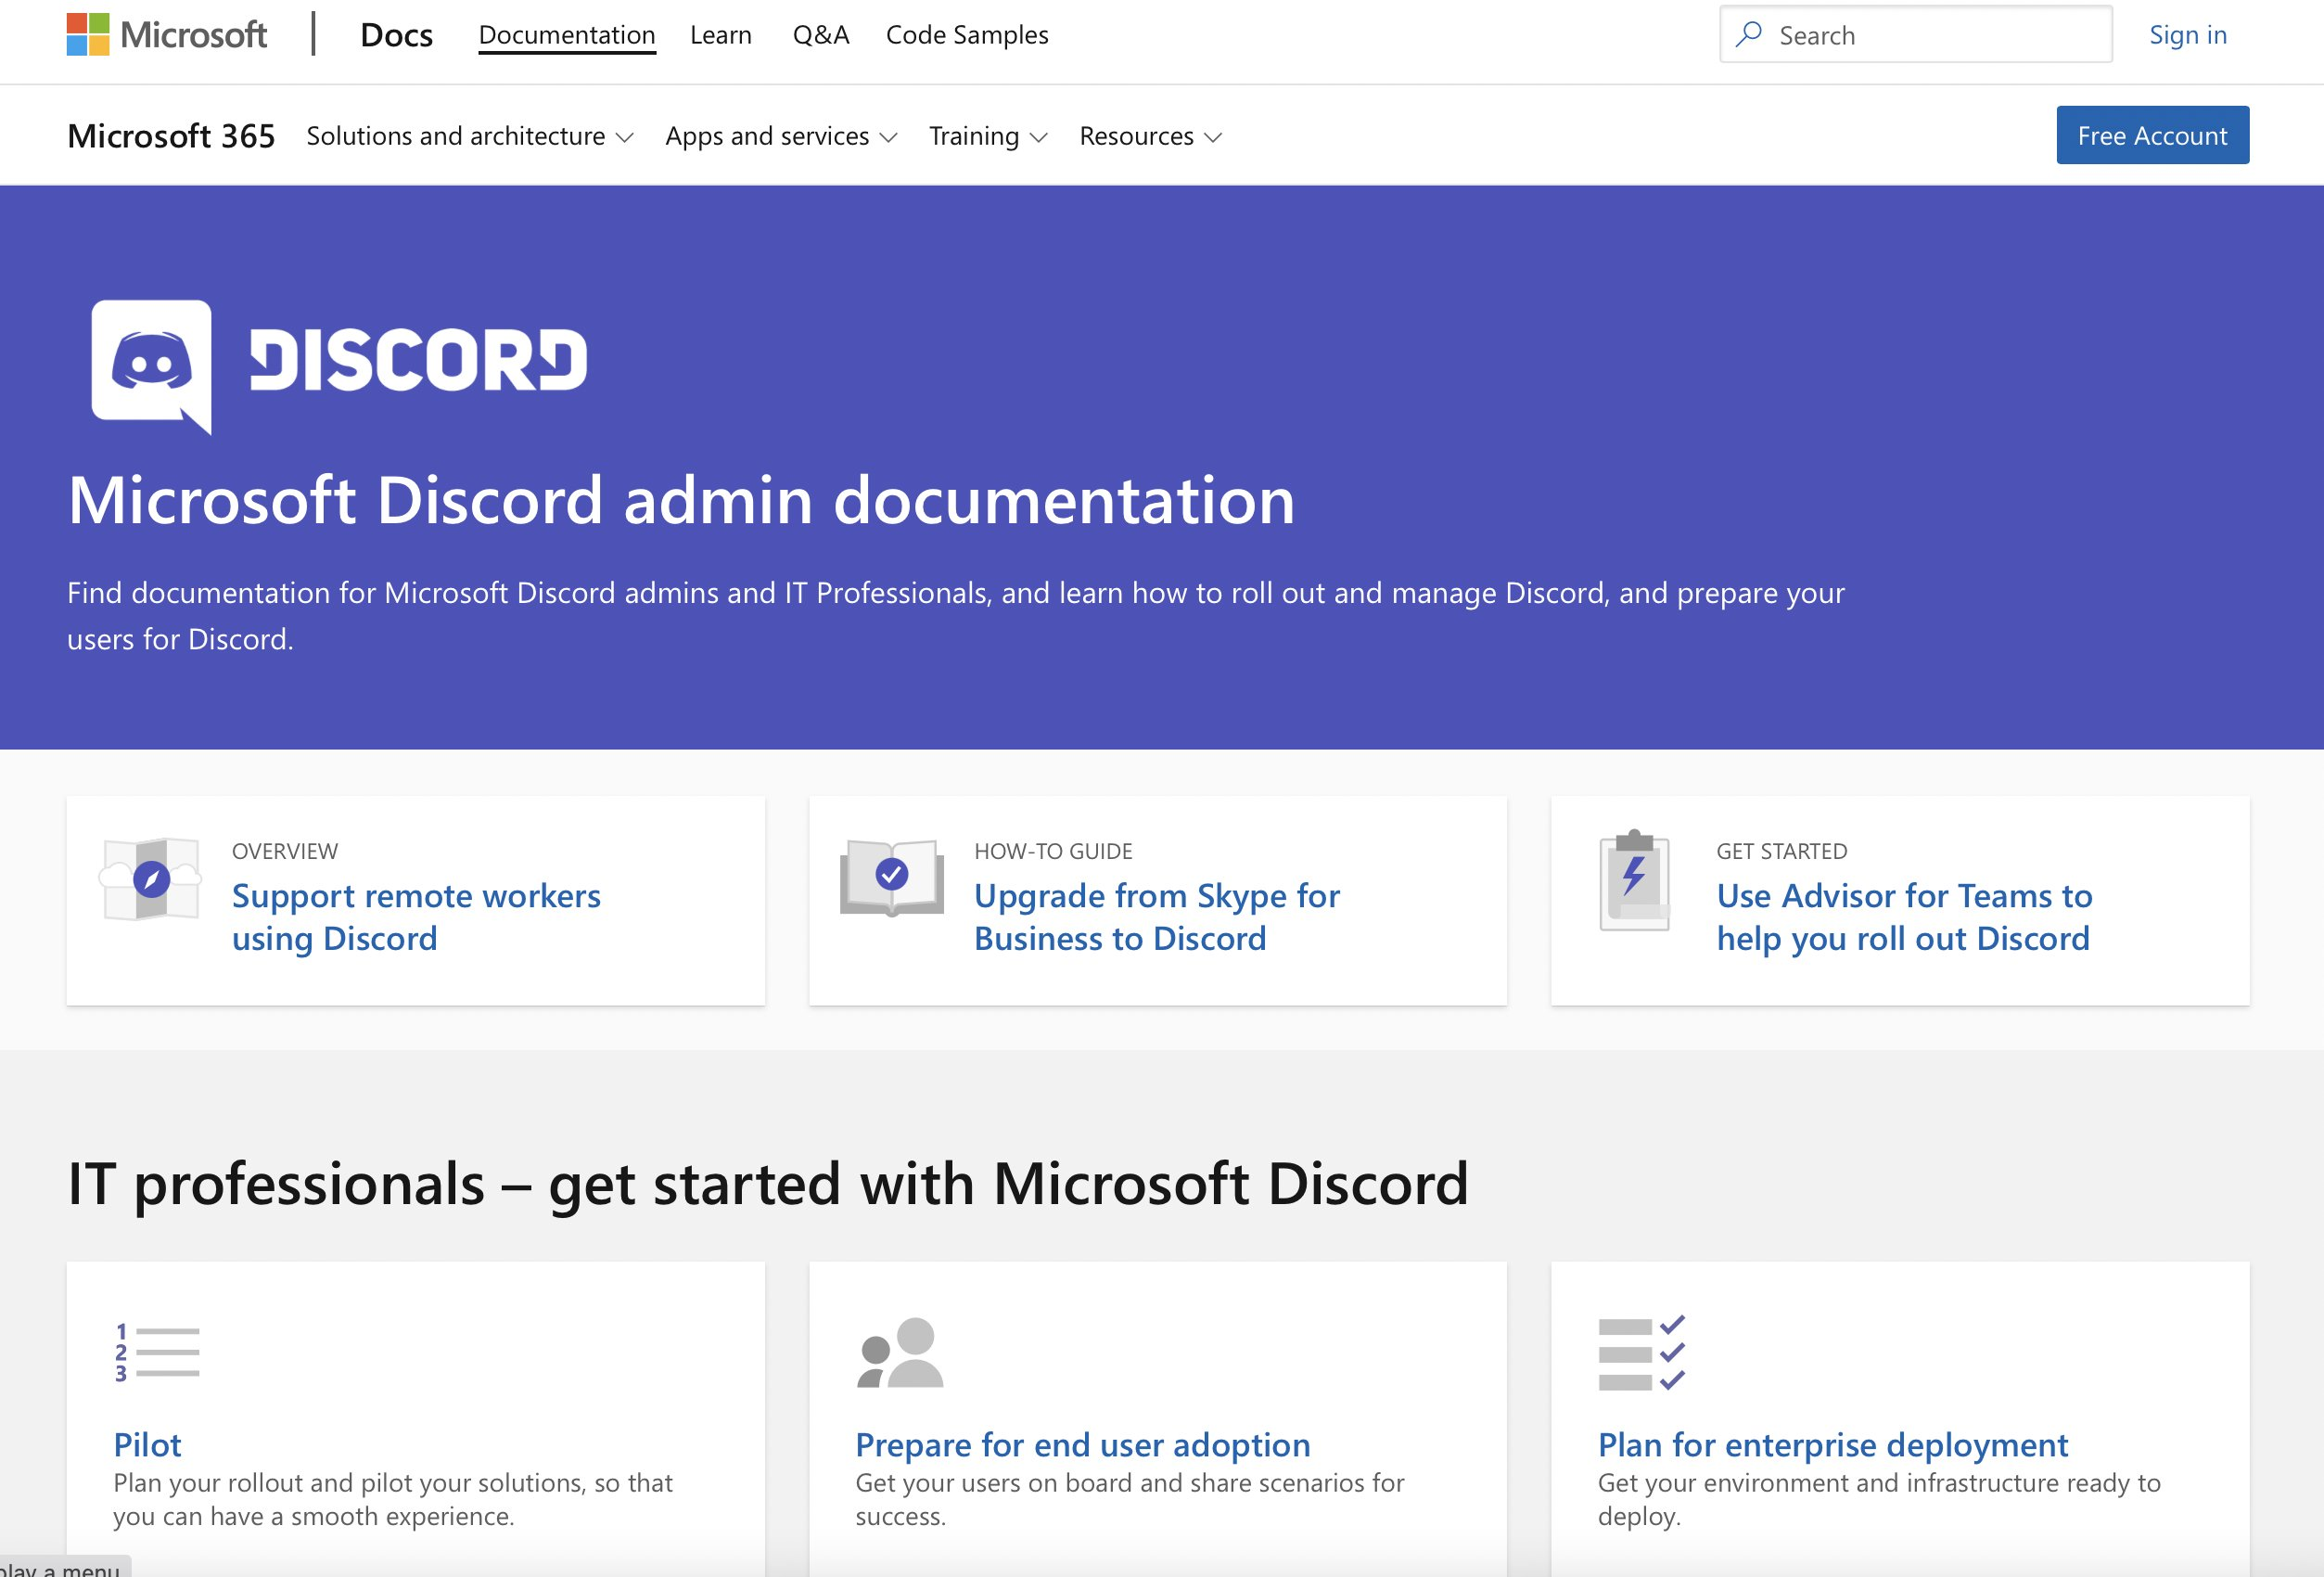 Microsoft | Docs Documentation Learn Q&A Code Samples Search Sign in
Microsoft 365 Solutions and architecture Apps and services Training Resources Free Account
DISCORD
Microsoft Discord admin documentation
Find documentation for Microsoft Discord admins and IT Professionals, and learn how to roll out and manage Discord, and prepare your
users for Discord.
OVERVIEW
Support remote workers
using Discord
HOW-TO GUIDE
Upgrade from Skype for
Business to Discord
GET STARTED
Use Advisor for Teams to
help you roll out Discord
IT professionals – get started with Microsoft Discord
1
2
3
Pilot
Plan your rollout and pilot your solutions, so that
you can have a smooth experience.
Prepare for end user adoption
Get your users on board and share scenarios for
success.
Plan for enterprise deployment
Get your environment and infrastructure ready to
deploy.
a menu